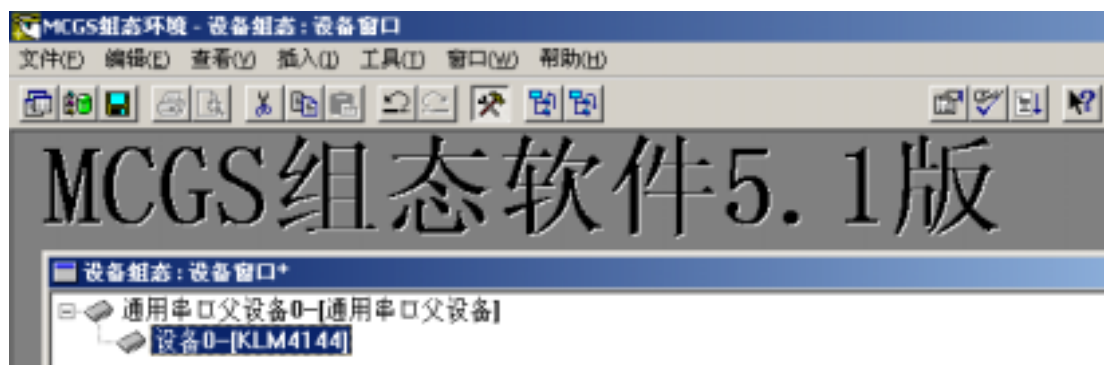 MCGS组态环境 - 设备组态:设备窗口
文件(F) 编辑(E) 查看(V) 插入(I) 工具(T) 窗口(W) 帮助(H)
MCGS组态软件5.1版
设备组态:设备窗口*
通用串口父设备0-[通用串口父设备]
设备0-[KLM4144]